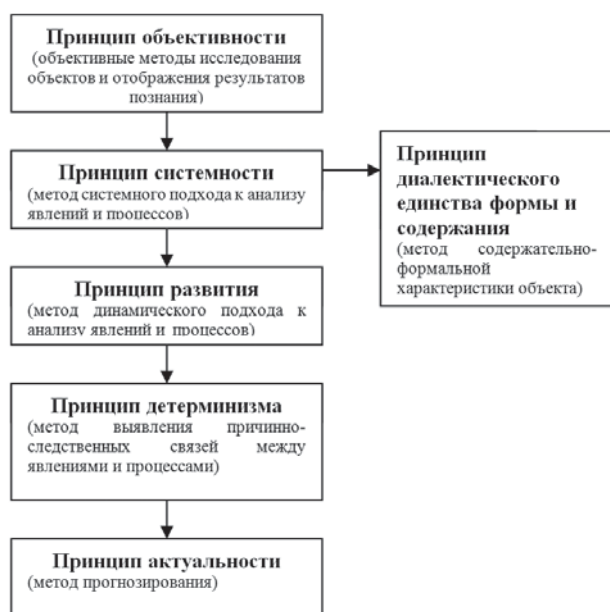 Принцип объективности
(объективные методы исследования
объектов и отображения результатов
познания)
Принцип системности
(метод системного подхода к анализу
явлений и процессов)
Принцип
диалектического
единства формы и
содержания
(метод содержательно-
формальной
характеристики объекта)
Принцип развития
(метод динамического подхода к
анализу явлений и процессов)
Принцип детерминизма
(метод выявления причинно-
следственных связей между
явлениями и процессами)
Принцип актуальности
(метод прогнозирования)